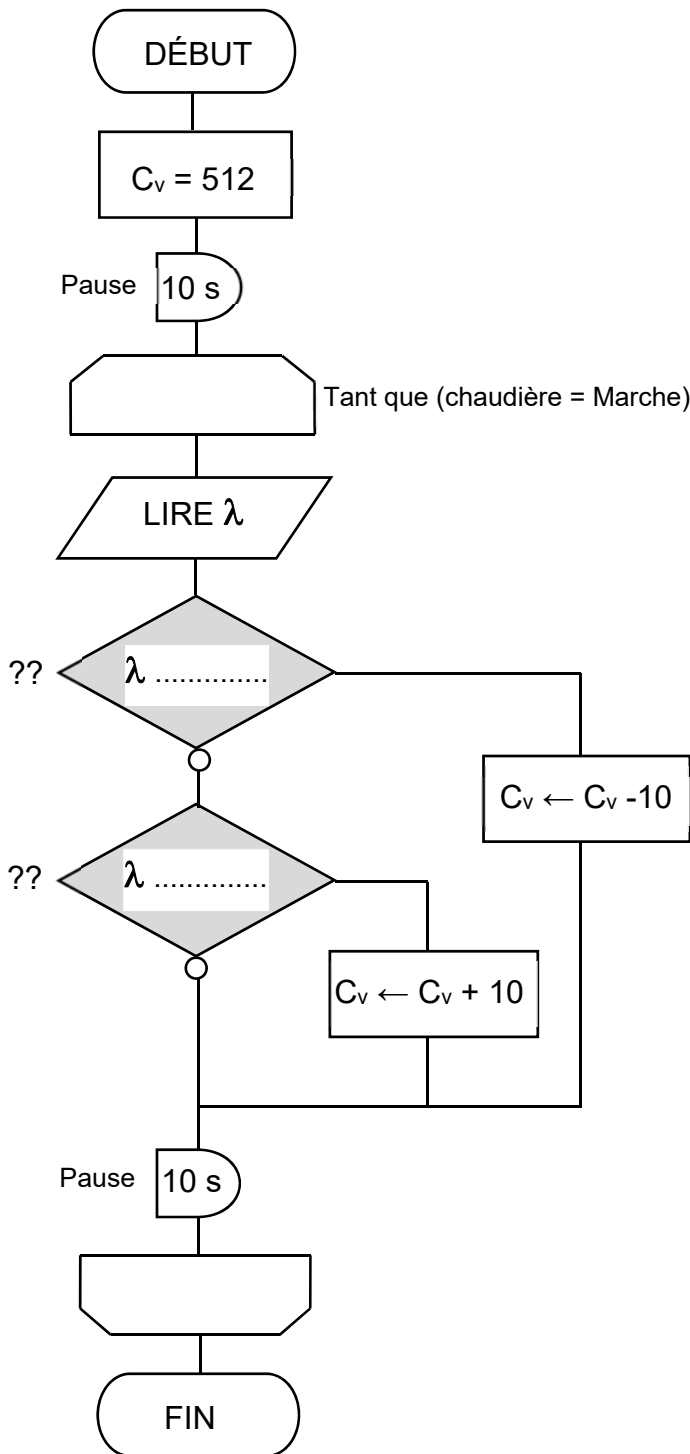 DÉBUT
Cv = 512
Pause 10 s
Tant que (chaudière = Marche)
LIRE λ
?? λ ..............
Cv ← Cv -10
?? λ ..............
Cv ← Cv + 10
Pause 10 s
FIN